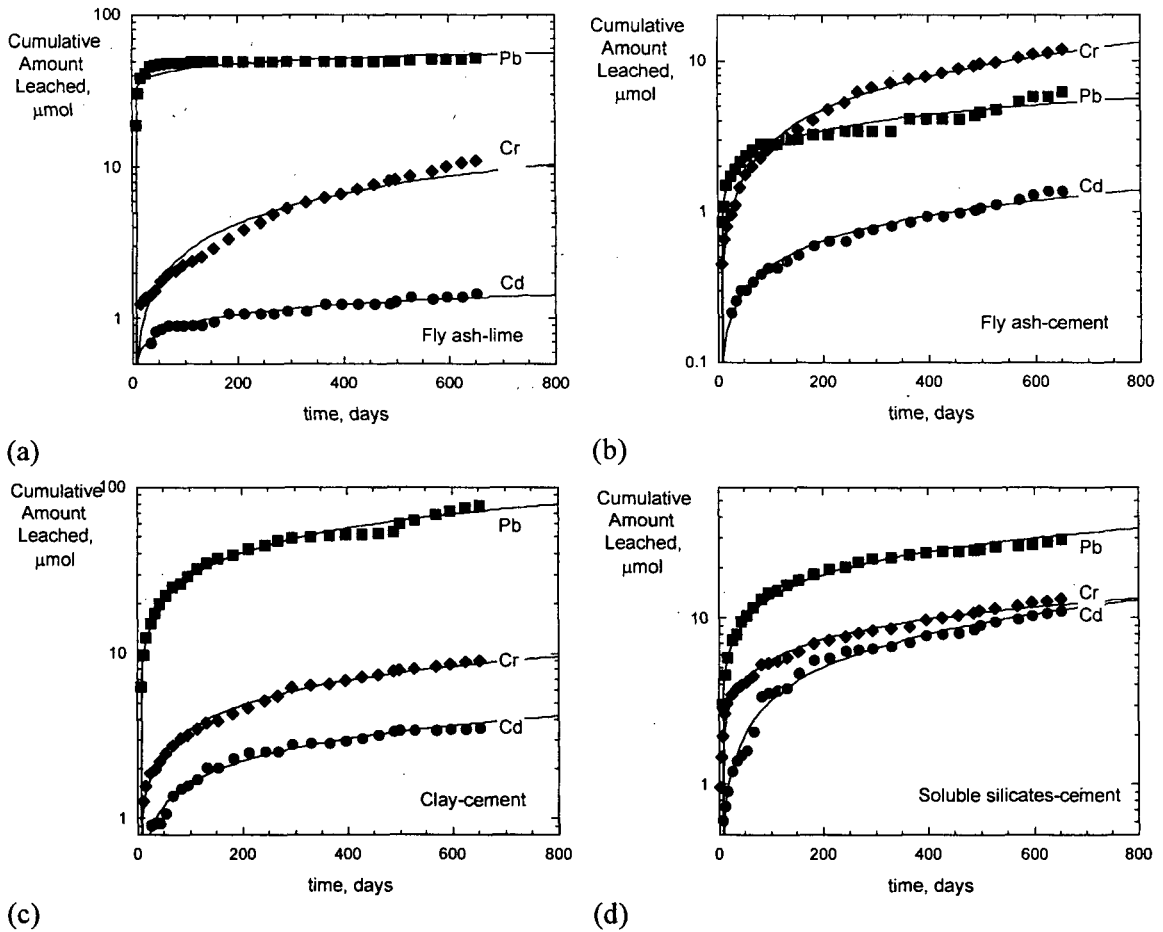 Cumulative
Amount
Leached,
μmol
100
10
1
Pb
Cr
Cd
Fly ash-lime
0 200 400 600 800
time, days
(a)
Cumulative
Amount
Leached,
μmol
10
1
0.1
Cr
Pb
Cd
Fly ash-cement
0 200 400 600 800
time, days
(b)
Cumulative
Amount
Leached,
μmol
100
10
1
Pb
Cr
Cd
Clay-cement
0 200 400 600 800
time, days
(c)
Cumulative
Amount
Leached,
μmol
10
1
Pb
Cr
Cd
Soluble silicates-cement
0 200 400 600 800
time, days
(d)